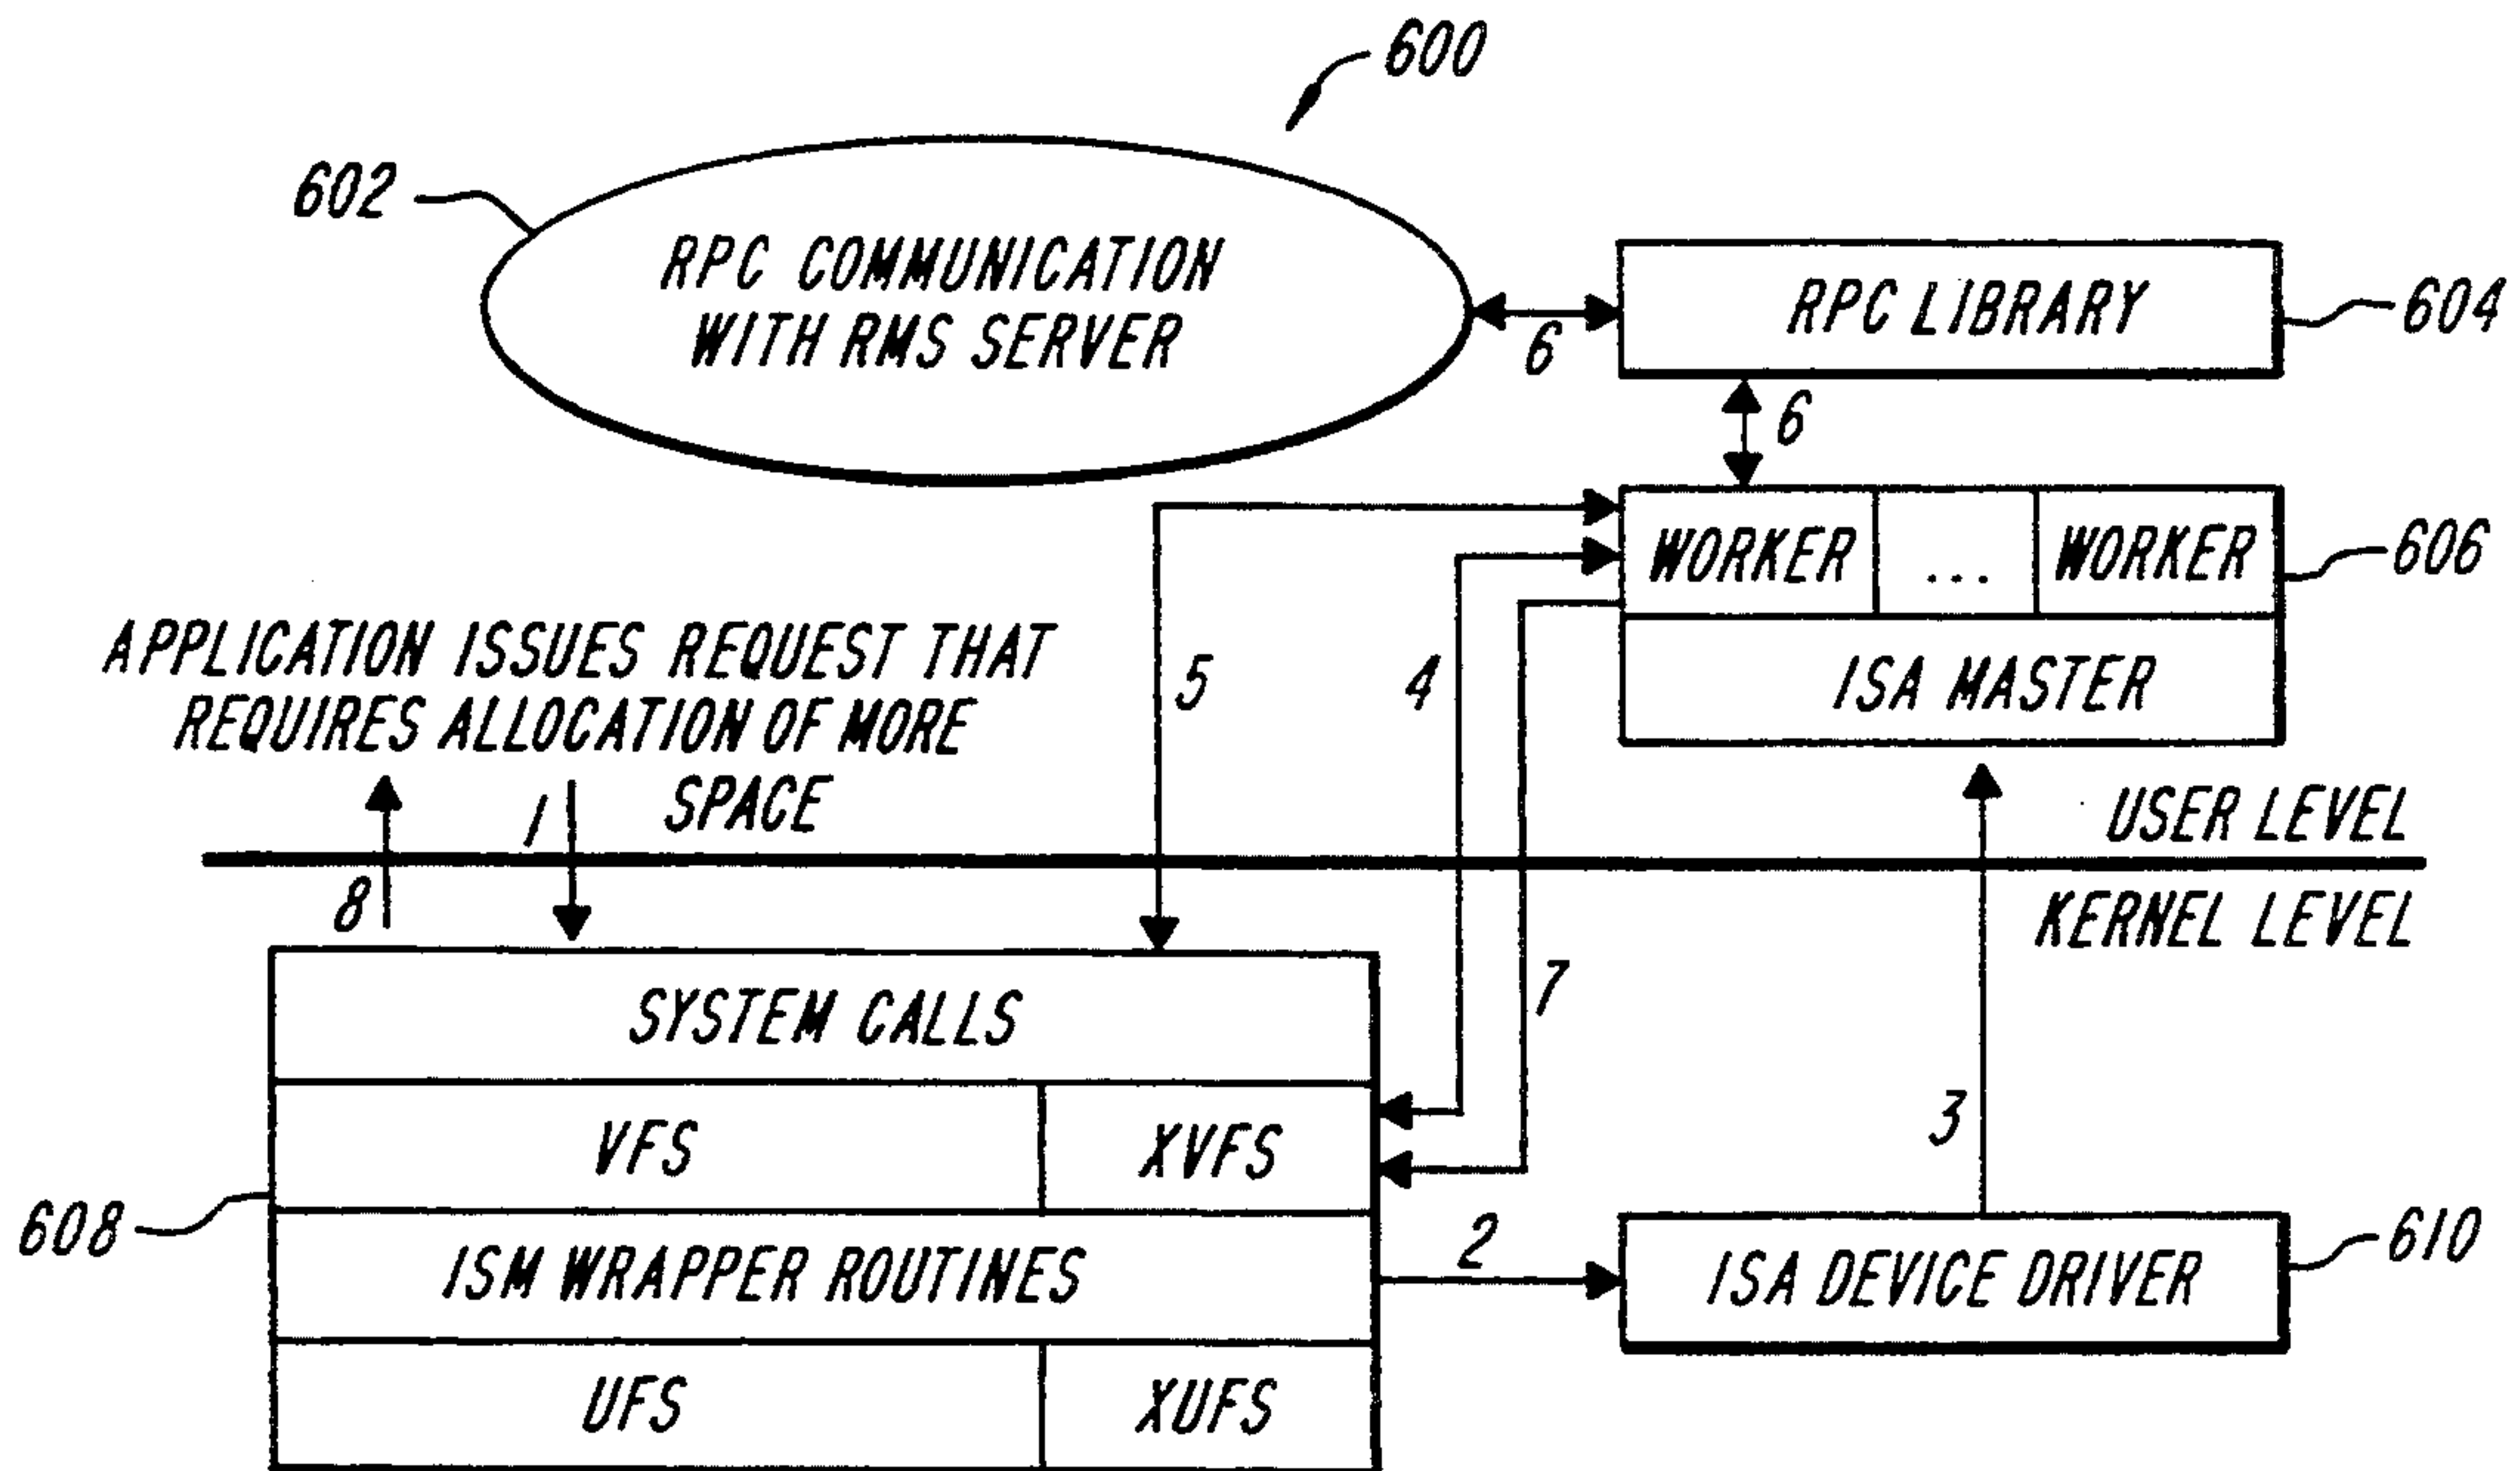 600
602
RPC COMMUNICATION
WITH RMS SERVER
6
RPC LIBRARY
604
6
WORKER ... WORKER
606
ISA MASTER
APPLICATION ISSUES REQUEST THAT
REQUIRES ALLOCATION OF MORE
SPACE
5
4
1
8
USER LEVEL
KERNEL LEVEL
7
3
2
SYSTEM CALLS
VFS XVFS
608
ISM WRAPPER ROUTINES
UFS XUFS
ISA DEVICE DRIVER
610